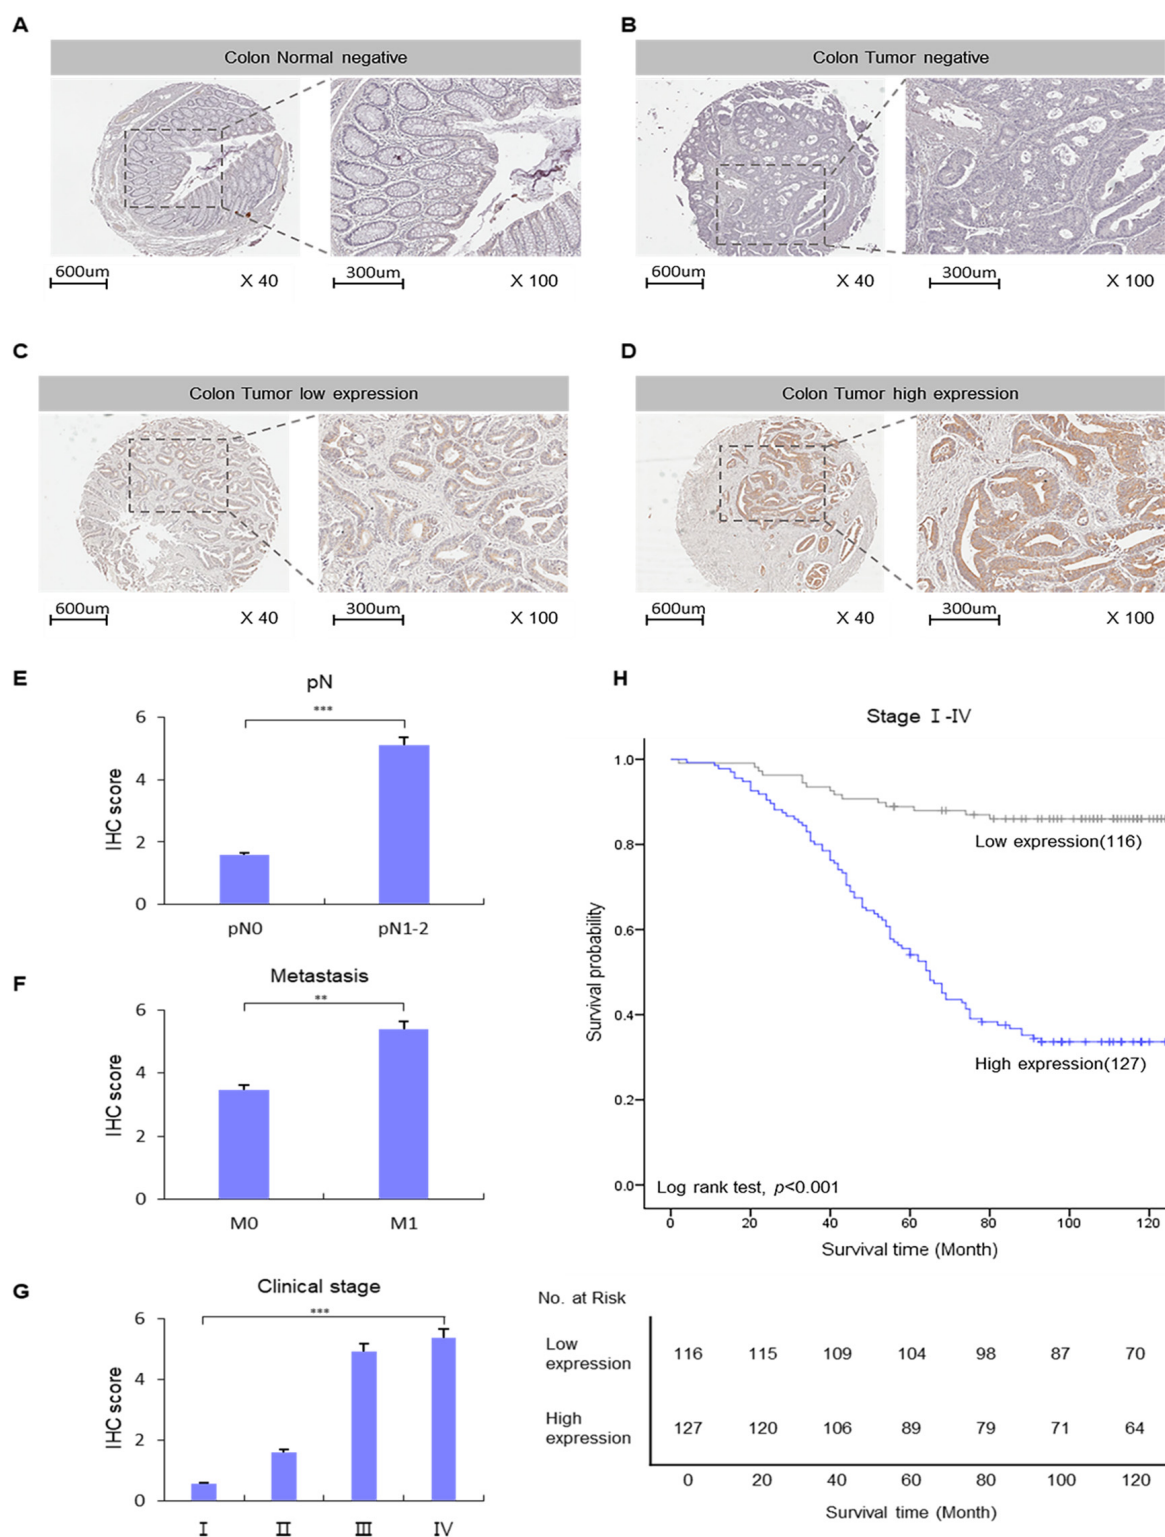 A
Colon Normal negative
600um
X 40
300um
X 100
B
Colon Tumor negative
600um
X 40
300um
X 100
C
Colon Tumor low expression
600um
X 40
300um
X 100
D
Colon Tumor high expression
600um
X 40
300um
X 100
E
pN
***
6
4
2
0
IHC score
pN0
pN1-2
F
Metastasis
**
6
4
2
0
IHC score
M0
M1
G
Clinical stage
***
6
4
2
0
IHC score
I
II
III
IV
H
Stage I -IV
1.0
0.8
0.6
0.4
0.2
0.0
Survival probability
Low expression(116)
High expression(127)
Log rank test, p<0.001
0 20 40 60 80 100 120
Survival time (Month)
No. at Risk
Low
expression
116 115 109 104 98 87 70
High
expression
127 120 106 89 79 71 64
0 20 40 60 80 100 120
Survival time (Month)